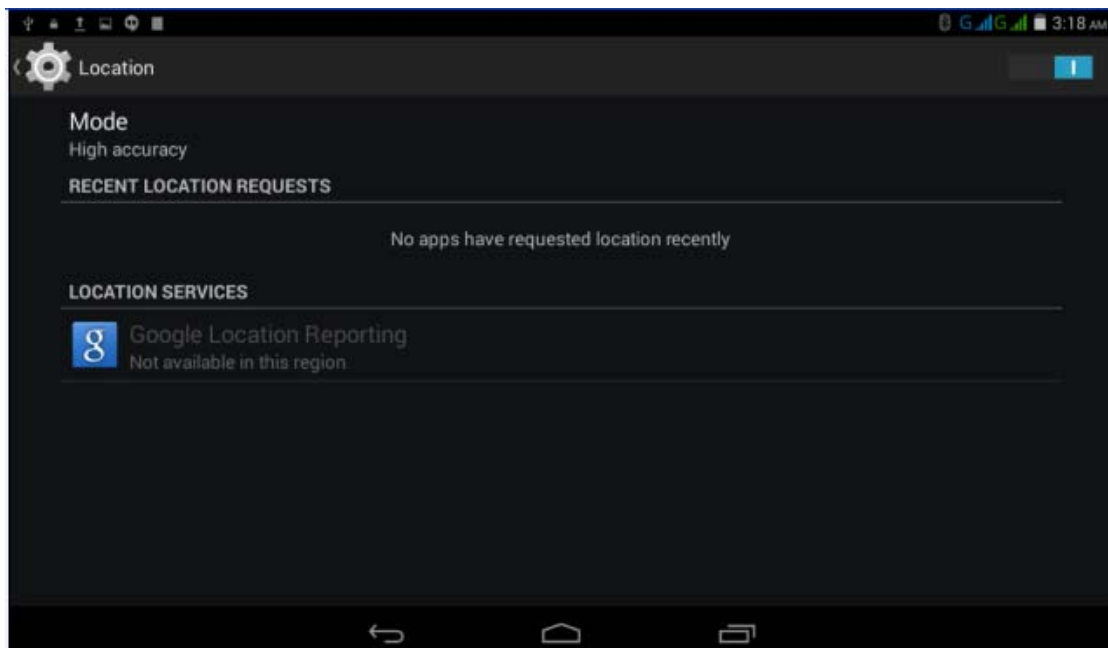 G G 3:18 AM
Location
Mode
High accuracy
RECENT LOCATION REQUESTS
No apps have requested location recently
LOCATION SERVICES
g Google Location Reporting
Not available in this region